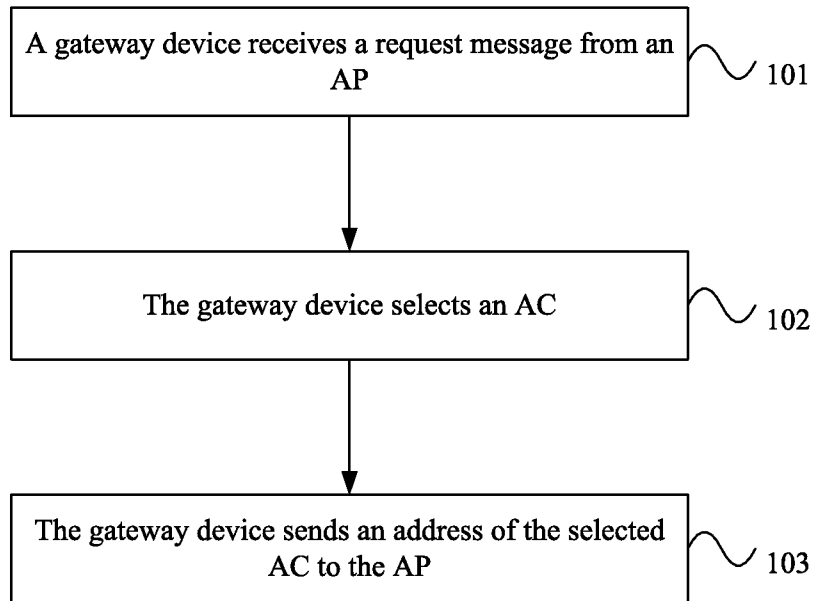 A gateway device receives a request message from an
AP
101
The gateway device selects an AC
102
The gateway device sends an address of the selected
AC to the AP
103